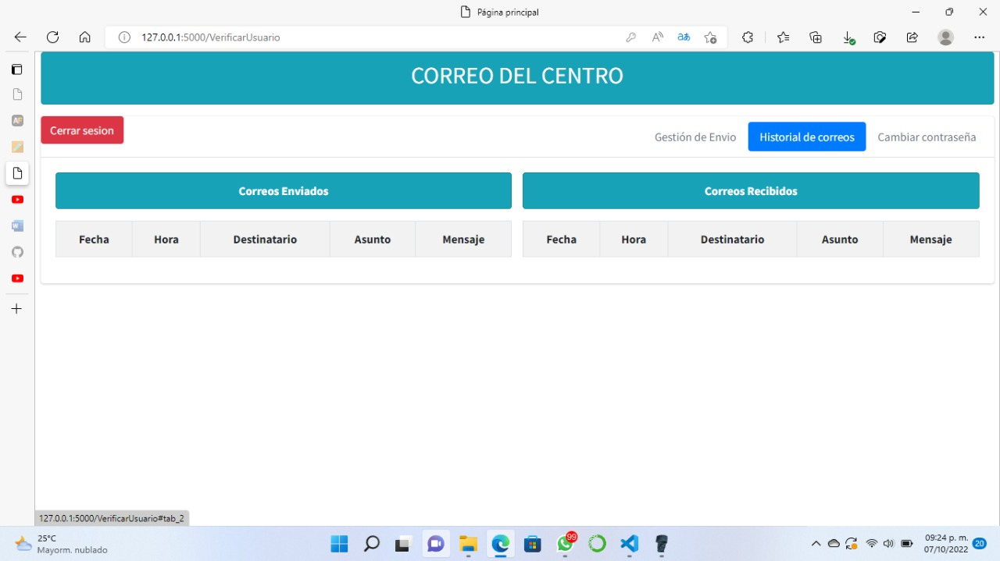 Página principal
127.0.0.1:5000/VerificarUsuario
CORREO DEL CENTRO
Cerrar sesion
Gestión de Envio
Historial de correos
Cambiar contraseña
Correos Enviados
Correos Recibidos
Fecha Hora Destinatario Asunto Mensaje
Fecha Hora Destinatario Asunto Mensaje
127.0.0.1:5000/VerificarUsuario#tab_2
25°C
Mayorm. nublado
99
09:24 p. m.
07/10/2022
20